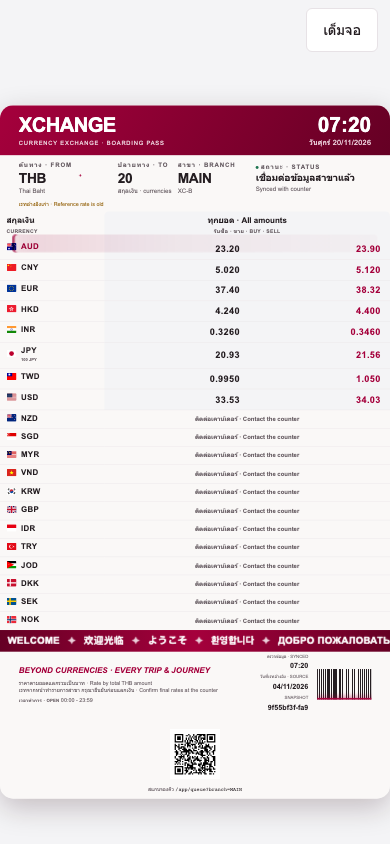 เต็มจอ
XCHANGE
07:20
CURRENCY EXCHANGE · BOARDING PASS
วันศุกร์ 20/11/2026
ต้นทาง · FROM
ปลายทาง · TO
สาขา · BRANCH
สถานะ · STATUS
THB
20
MAIN
เชื่อมต่อข้อมูลสาขาแล้ว
Thai Baht
สกุลเงิน · currencies
XC-B
Synced with counter
Reference rate is old
สกุลเงิน
ทุกยอด · All amounts
CURRENCY
รับซื้อ · ขาย · BUY · SELL
AUD 23.20 23.90
CNY 5.020 5.120
EUR 37.40 38.32
HKD 4.240 4.400
INR 0.3260 0.3460
JPY 20.93 21.56
100 JPY
TWD 0.9950 1.050
USD 33.53 34.03
NZD ติดต่อเคาน์เตอร์ · Contact the counter
SGD ติดต่อเคาน์เตอร์ · Contact the counter
MYR ติดต่อเคาน์เตอร์ · Contact the counter
VND ติดต่อเคาน์เตอร์ · Contact the counter
KRW ติดต่อเคาน์เตอร์ · Contact the counter
GBP ติดต่อเคาน์เตอร์ · Contact the counter
IDR ติดต่อเคาน์เตอร์ · Contact the counter
TRY ติดต่อเคาน์เตอร์ · Contact the counter
JOD ติดต่อเคาน์เตอร์ · Contact the counter
DKK ติดต่อเคาน์เตอร์ · Contact the counter
SEK ติดต่อเคาน์เตอร์ · Contact the counter
NOK ติดต่อเคาน์เตอร์ · Contact the counter
WELCOME ✦ 欢迎光临 ✦ ようこそ ✦ 환영합니다 ✦ ДОБРО ПОЖАЛОВАТЬ
SYNCED
07:20
BEYOND CURRENCIES · EVERY TRIP & JOURNEY
Rate by total THB amount
Confirm final rates at the counter
OPEN 00:00 - 23:59
SOURCE
04/11/2026
SNAPSHOT
9f55bf3f-fa9
/app/queue?branch=MAIN